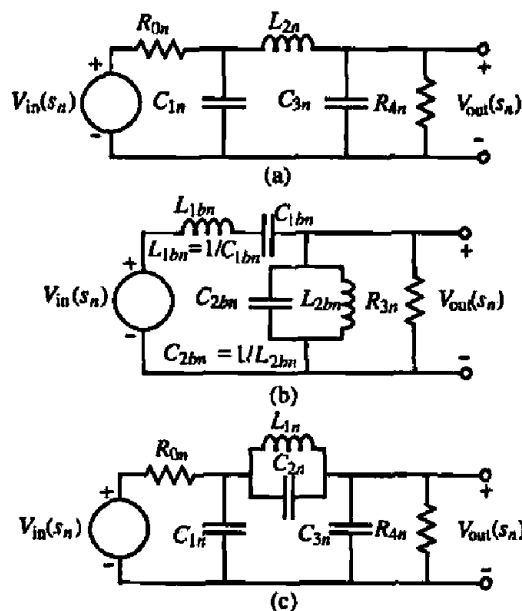 R0n
L2n
+
+
Vin(sn)
C1n
C3n
R4n
Vout(sn)
-
-
(a)
L1bn
C1bn
L1bn=1/C1bn
+
+
Vin(sn)
C2bn
L2bn
R3n
Vout(sn)
-
C2bn = 1/L2bn
-
(b)
L1n
R0n
C2n
+
+
Vin(sn)
C1n
C3n
R4n
Vout(sn)
-
-
(c)